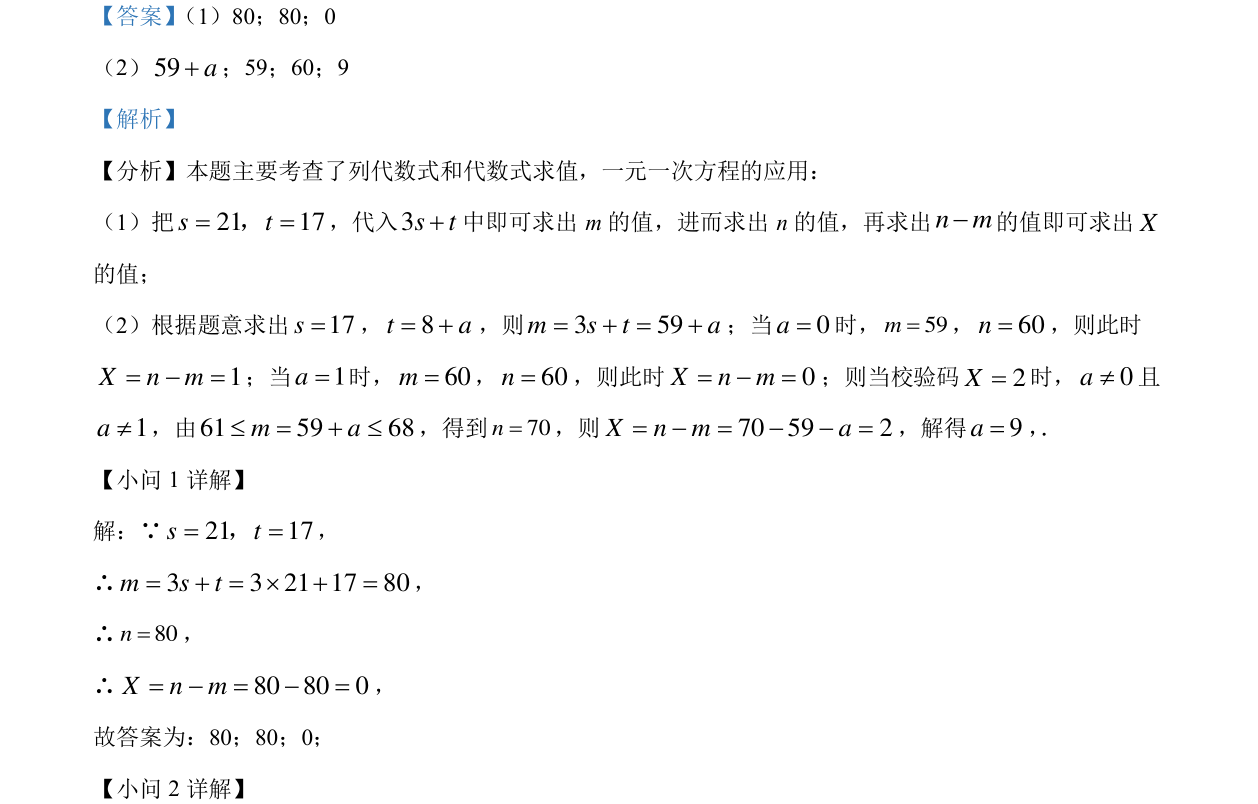 【答案】（1）80；80；0
（2）59+a；59；60；9
【解析】
【分析】本题主要考查了列代数式和代数式求值，一元一次方程的应用：
（1）把s=21，t=17，代入3s+t中即可求出 m 的值，进而求出 n 的值，再求出n−m的值即可求出X
的值；
（2）根据题意求出s=17，t=8+a，则m=3s+t=59+a；当a=0时，m=59，n=60，则此时
X=n−m=1；当a=1时，m=60，n=60，则此时X=n−m=0；则当校验码X=2时，a≠0且
a≠1，由61≤m=59+a≤68，得到n=70，则X=n−m=70−59−a=2，解得a=9，.
【小问 1 详解】
解：∵s=21，t=17，
∴m=3s+t=3×21+17=80，
∴n=80，
∴X=n−m=80−80=0，
故答案为：80；80；0；
【小问 2 详解】